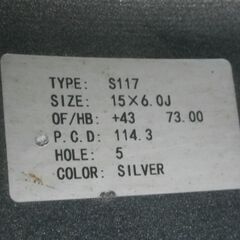 TYPE: S117
SIZE: 15×6.0J
OF/HB: +43 73.00
P.C.D: 114.3
HOLE: 5
COLOR: SILVER